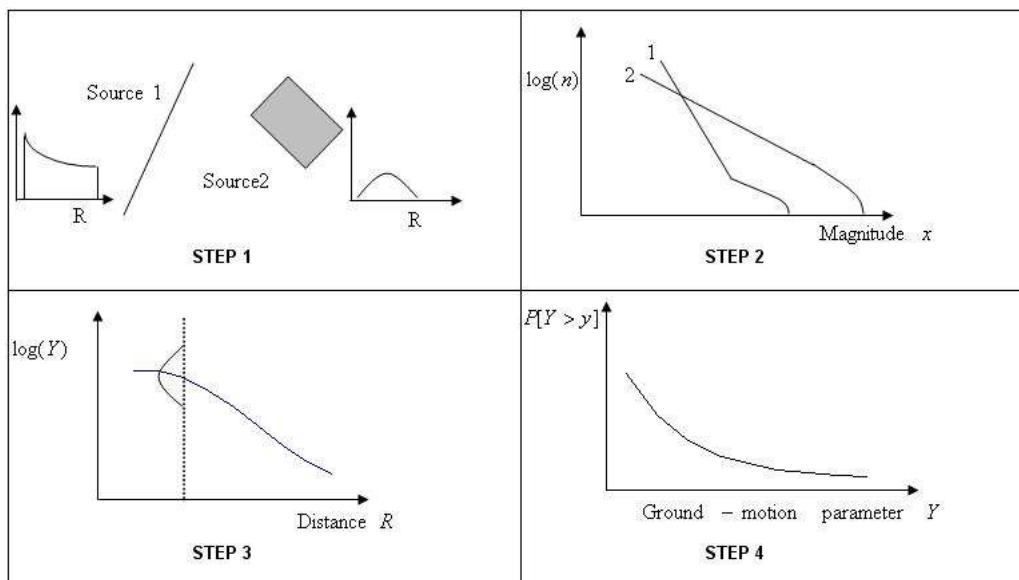 Source 1
R
Source2
R
STEP 1
log(n)
1
2
Magnitude x
STEP 2
log(Y)
Distance R
STEP 3
P[Y > y]
Ground − motion parameter Y
STEP 4